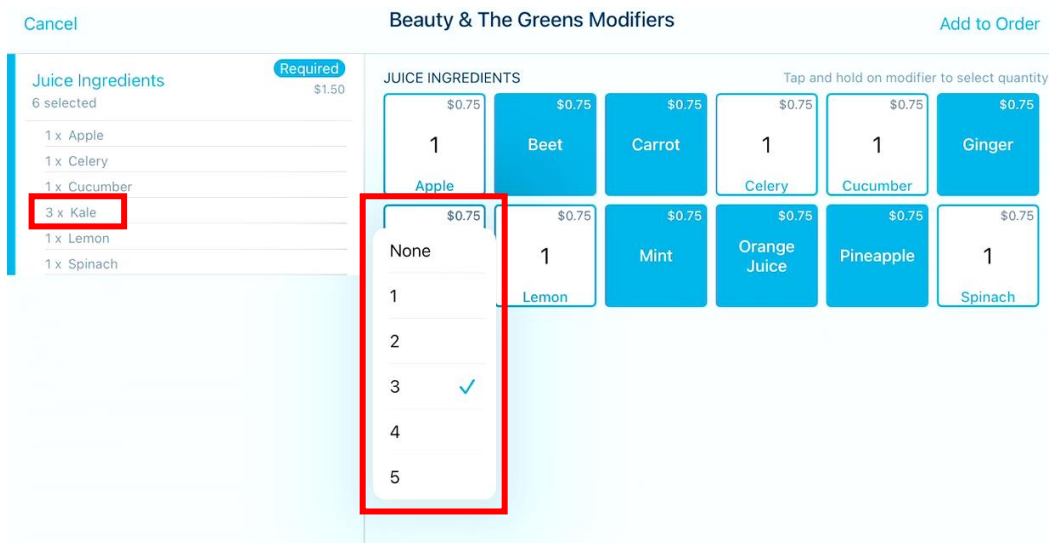 Cancel
Beauty & The Greens Modifiers
Add to Order
Juice Ingredients
Required
6 selected
$1.50
1 x Apple
1 x Celery
1 x Cucumber
3 x Kale
1 x Lemon
1 x Spinach
JUICE INGREDIENTS
Tap and hold on modifier to select quantity
$0.75
1
Apple
$0.75
Beet
$0.75
Carrot
$0.75
1
Celery
$0.75
1
Cucumber
$0.75
Ginger
$0.75
None
1
2
3
4
5
$0.75
1
Lemon
$0.75
Mint
$0.75
Orange
Juice
$0.75
Pineapple
$0.75
1
Spinach